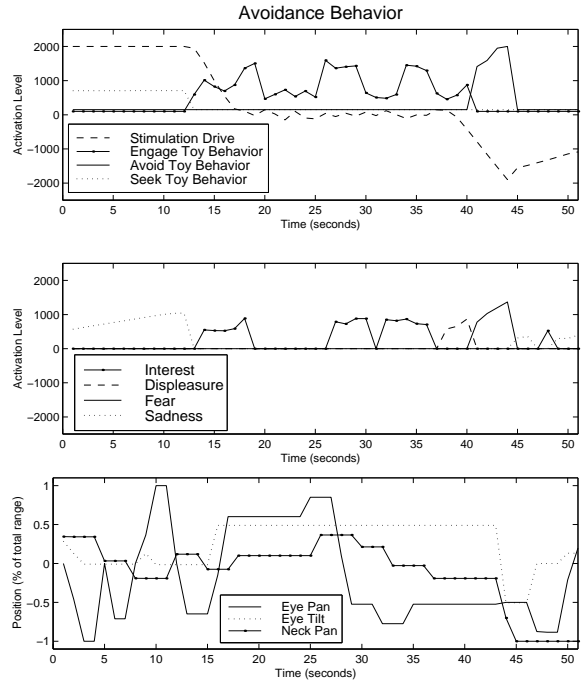 Avoidance Behavior
2000
1000
0
−1000
−2000
Activation Level
Stimulation Drive
Engage Toy Behavior
Avoid Toy Behavior
Seek Toy Behavior
0 5 10 15 20 25 30 35 40 45 50
Time (seconds)
2000
1000
0
−1000
−2000
Activation Level
Interest
Displeasure
Fear
Sadness
0 5 10 15 20 25 30 35 40 45 50
Time (seconds)
1
0.5
0
−0.5
−1
Position (% of total range)
Eye Pan
Eye Tilt
Neck Pan
0 5 10 15 20 25 30 35 40 45 50
Time (seconds)